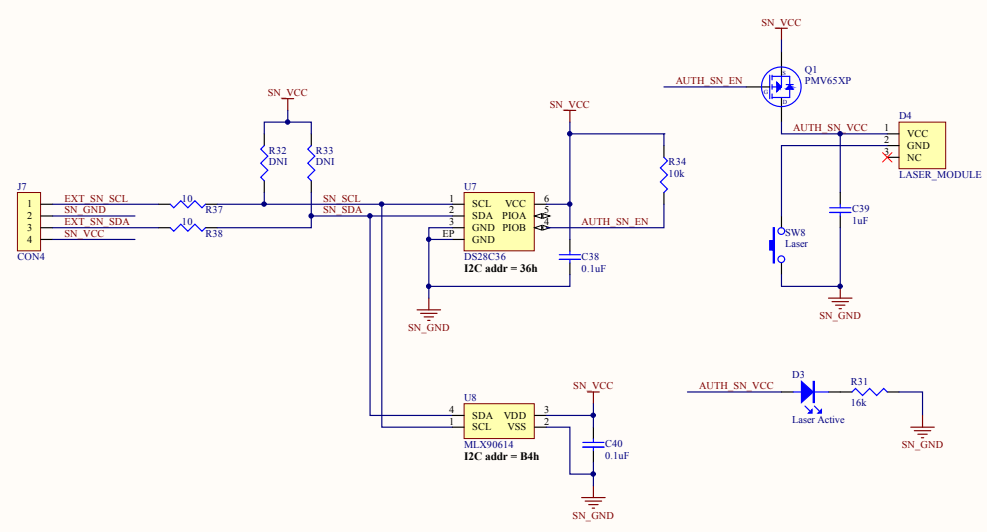 SN_VCC
Q1
PMV65XP
S
G
D
AUTH_SN_EN
SN_VCC
SN_VCC
AUTH_SN_VCC
D4
1 VCC
2 GND
3 NC
LASER_MODULE
R32
DNI
R33
DNI
R34
10k
J7
1 EXT_SN_SCL
2 SN_GND
3 EXT_SN_SDA
4 SN_VCC
CON4
10
R37
10
R38
SN_SCL
SN_SDA
U7
1 SCL VCC 6
2 SDA PIOA 5
3 GND PIOB 4
EP GND
DS28C36
I2C addr = 36h
AUTH_SN_EN
C38
0.1uF
SN_GND
C39
1uF
SW8
Laser
SN_GND
U8
4 SDA VDD 3
1 SCL VSS 2
MLX90614
I2C addr = B4h
SN_VCC
C40
0.1uF
SN_GND
AUTH_SN_VCC
D3
Laser Active
R31
16k
SN_GND